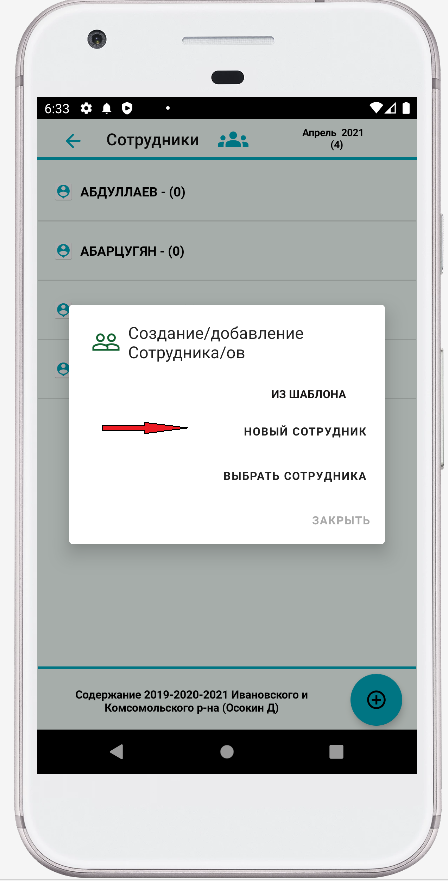 6:33
Сотрудники
Апрель 2021
(4)
АБДУЛЛАЕВ - (0)
АБАРЦУГЯН - (0)
Создание/добавление
Сотрудника/ов
ИЗ ШАБЛОНА
НОВЫЙ СОТРУДНИК
ВЫБРАТЬ СОТРУДНИКА
ЗАКРЫТЬ
Содержание 2019-2020-2021 Ивановского и
Комсомольского р-на (Осокин Д)